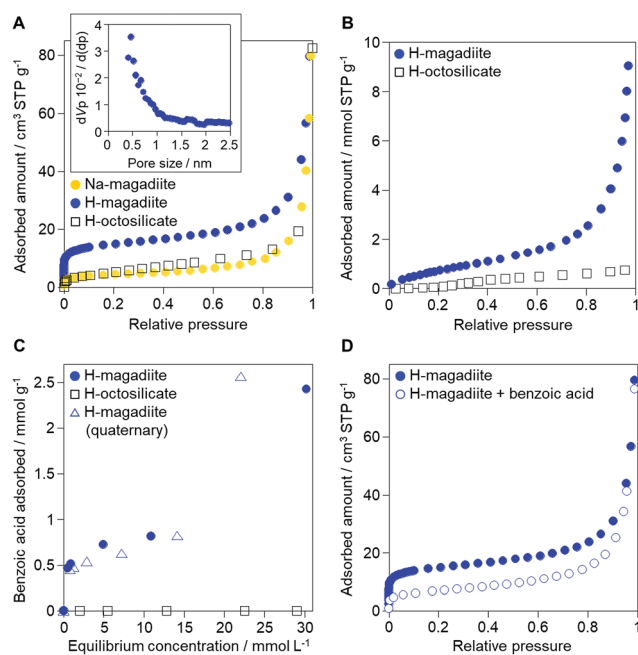 A
Adsorbed amount / cm³ STP g⁻¹
80
60
40
20
0
0
0.2
0.4
0.6
0.8
1
Relative pressure
dVp 10⁻² / d(dp)
4
3
2
1
0
0
0.5
1
1.5
2
2.5
Pore size / nm
Na-magadiite
H-magadiite
H-octosilicate
B
Adsorbed amount / mmol STP g⁻¹
10
8
6
4
2
0
0
0.2
0.4
0.6
0.8
1
Relative pressure
H-magadiite
H-octosilicate
C
Benzoic acid adsorbed / mmol g⁻¹
2.5
2
1.5
1
0.5
0
0
5
10
15
20
25
30
Equilibrium concentration / mmol L⁻¹
H-magadiite
H-octosilicate
H-magadiite
(quaternary)
D
Adsorbed amount / cm³ STP g⁻¹
80
60
40
20
0
0
0.2
0.4
0.6
0.8
1
Relative pressure
H-magadiite
H-magadiite + benzoic acid